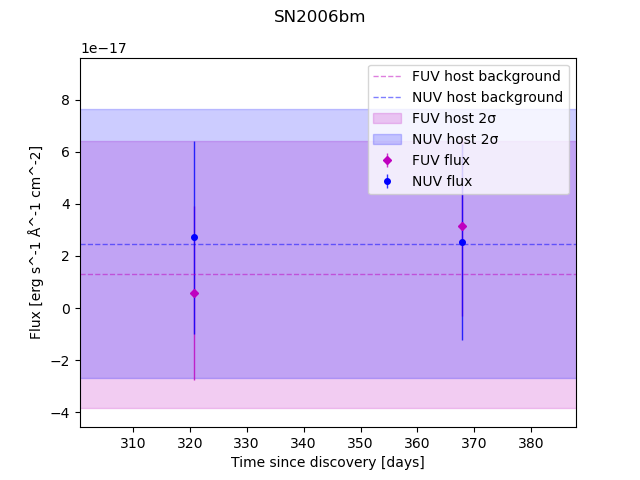 SN2006bm
1e−17
FUV host background
NUV host background
FUV host 2σ
NUV host 2σ
FUV flux
NUV flux
8
6
4
2
0
−2
−4
Flux [erg s^-1 Å^-1 cm^-2]
310 320 330 340 350 360 370 380
Time since discovery [days]